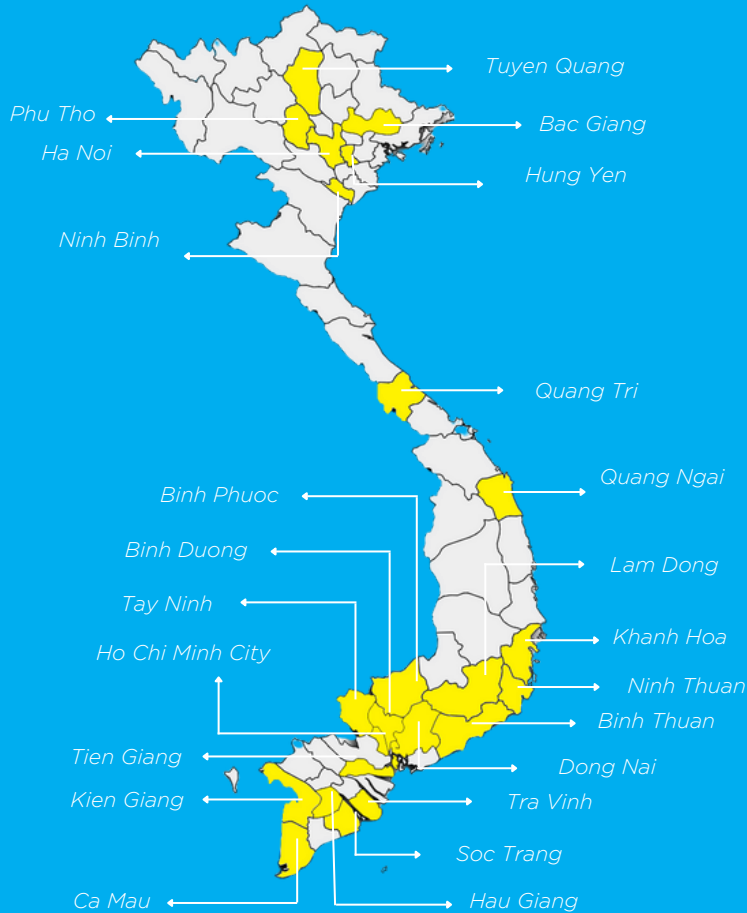 Tuyen Quang
Phu Tho
Bac Giang
Ha Noi
Hung Yen
Ninh Binh
Quang Tri
Quang Ngai
Binh Phuoc
Binh Duong
Lam Dong
Tay Ninh
Khanh Hoa
Ho Chi Minh City
Ninh Thuan
Binh Thuan
Tien Giang
Dong Nai
Kien Giang
Tra Vinh
Soc Trang
Ca Mau
Hau Giang